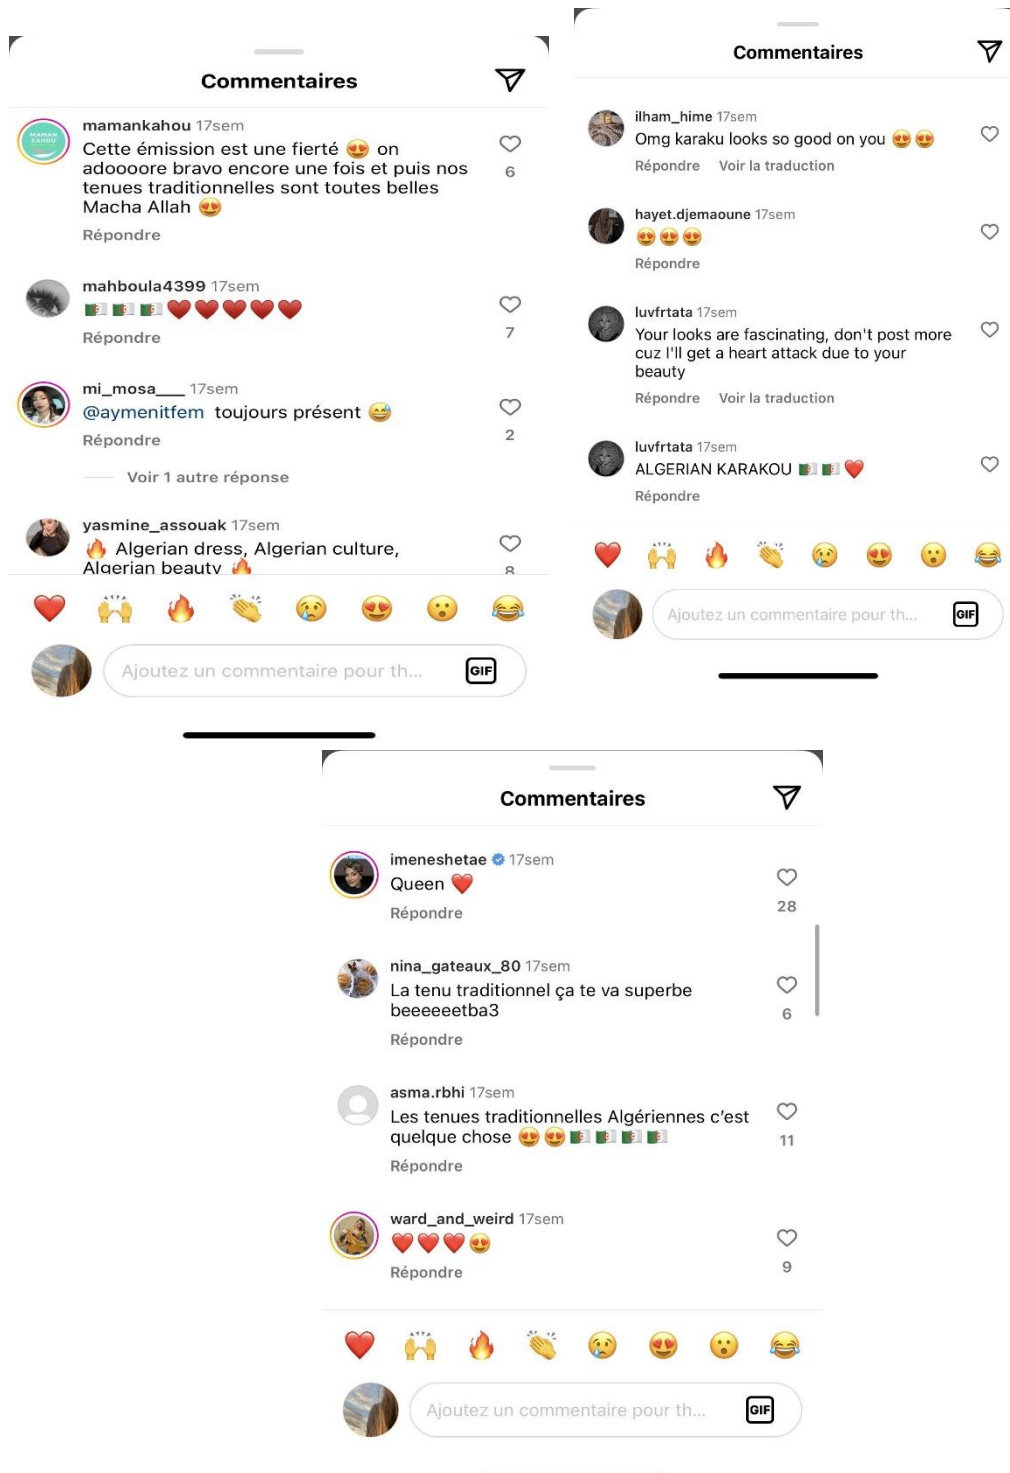 Commentaires
MAMAN
KAHOU
mamankahou 17sem
Cette émission est une fierté 😍 on
adoooore bravo encore une fois et puis nos
tenues traditionnelles sont toutes belles
Macha Allah 😍
6
Répondre
mahboula4399 17sem
🇩🇿🇩🇿🇩🇿❤️❤️❤️❤️❤️
7
Répondre
mi_mosa___ 17sem
@aymenitfem toujours présent 😅
2
Répondre
Voir 1 autre réponse
yasmine_assouak 17sem
🔥 Algerian dress, Algerian culture,
Algerian beauty 🔥
8
❤️🙌🔥👏😢😍😮😂
Ajoutez un commentaire pour th...
GIF
Commentaires
ilham_hime 17sem
Omg karaku looks so good on you 😍😍
Répondre Voir la traduction
hayet.djemaoune 17sem
😍😍😍
Répondre
luvfrtata 17sem
Your looks are fascinating, don't post more
cuz I'll get a heart attack due to your
beauty
Répondre Voir la traduction
luvfrtata 17sem
ALGERIAN KARAKOU 🇩🇿🇩🇿❤️
Répondre
❤️🙌🔥👏😢😍😮😂
Ajoutez un commentaire pour th...
GIF
Commentaires
imeneshetae 17sem
Queen ❤️
28
Répondre
nina_gateaux_80 17sem
La tenu traditionnel ça te va superbe
beeeeeetba3
6
Répondre
asma.rbhi 17sem
Les tenues traditionnelles Algériennes c'est
quelque chose 😍😍🇩🇿🇩🇿🇩🇿🇩🇿
11
Répondre
ward_and_weird 17sem
❤️❤️❤️😍
9
Répondre
❤️🙌🔥👏😢😍😮😂
Ajoutez un commentaire pour th...
GIF